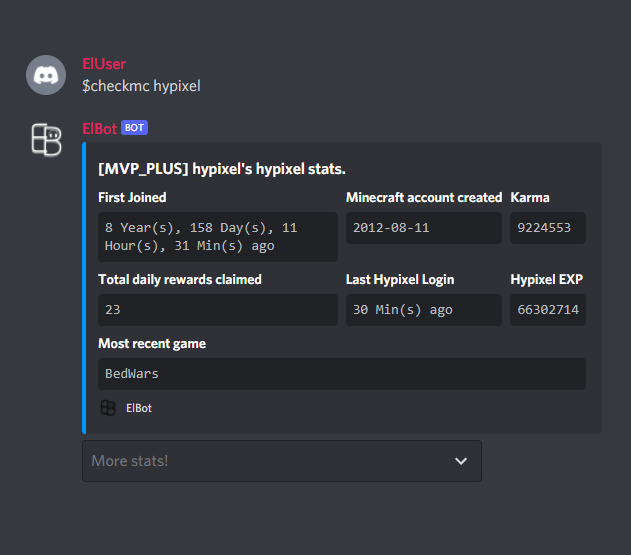 ElUser
$checkmc hypixel
ElBot BOT
[MVP_PLUS] hypixel's hypixel stats.
First Joined
8 Year(s), 158 Day(s), 11
Hour(s), 31 Min(s) ago
Minecraft account created
2012-08-11
Karma
9224553
Total daily rewards claimed
23
Last Hypixel Login
30 Min(s) ago
Hypixel EXP
66302714
Most recent game
BedWars
ElBot
More stats!